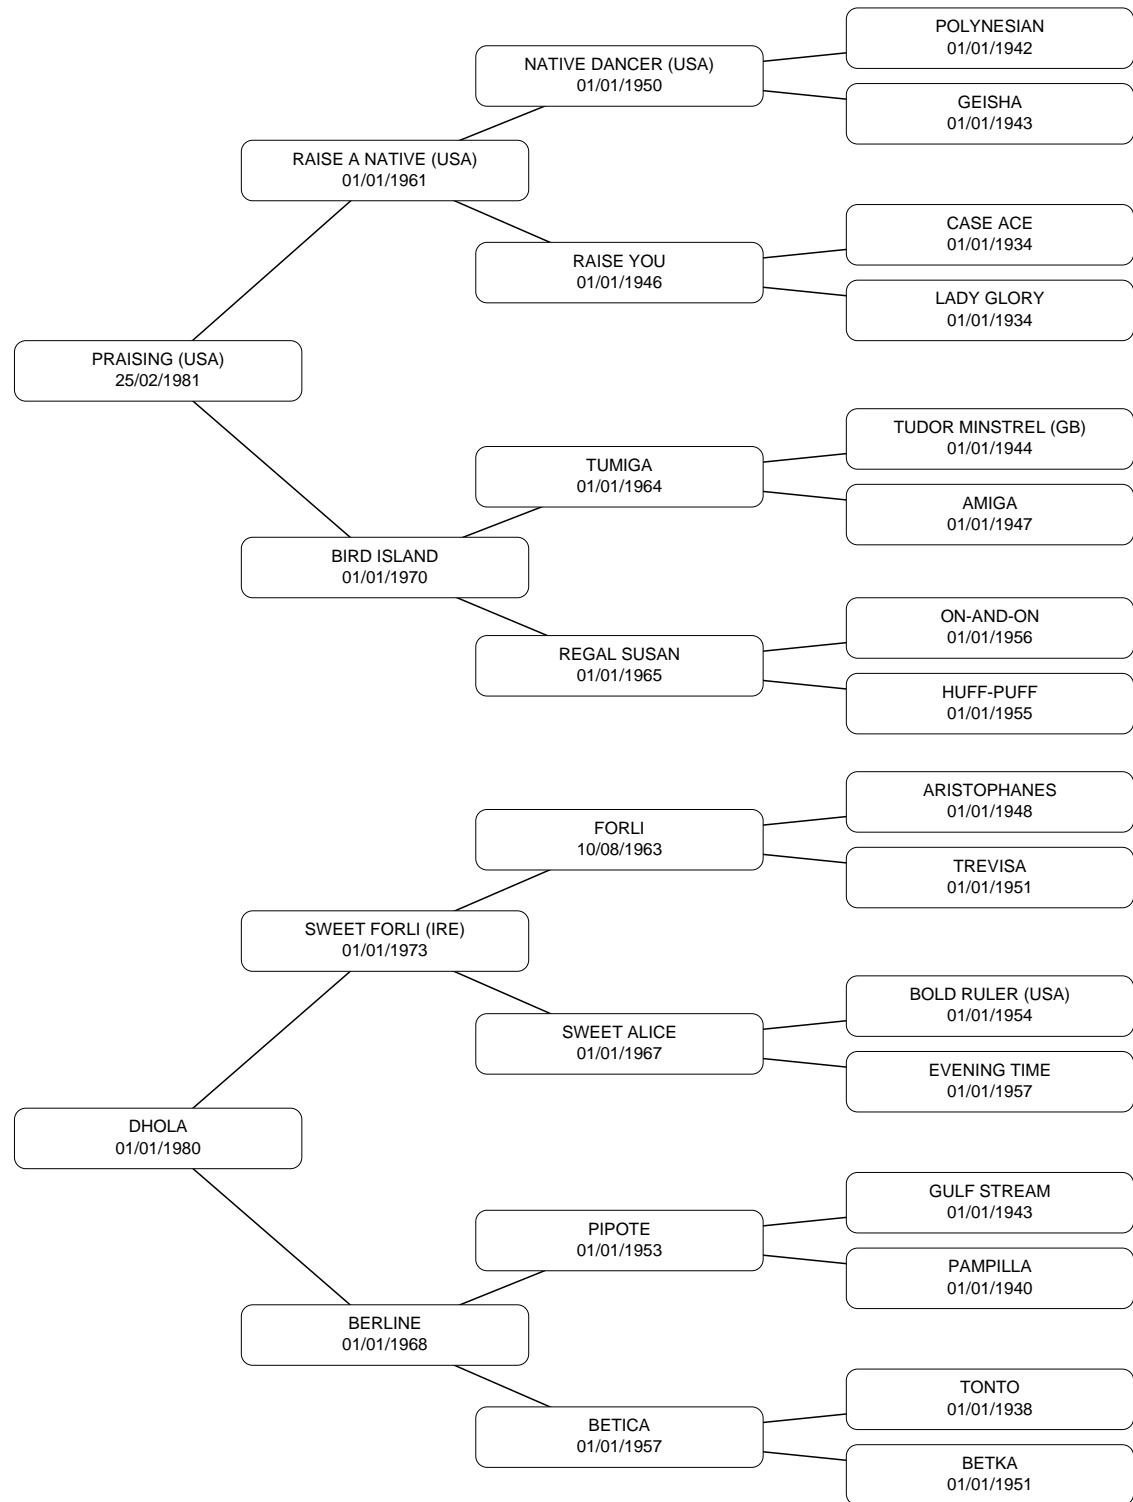 POLYNESIAN
01/01/1942
NATIVE DANCER (USA)
01/01/1950
GEISHA
01/01/1943
RAISE A NATIVE (USA)
01/01/1961
CASE ACE
01/01/1934
RAISE YOU
01/01/1946
LADY GLORY
01/01/1934
PRAISING (USA)
25/02/1981
TUDOR MINSTREL (GB)
01/01/1944
TUMIGA
01/01/1964
AMIGA
01/01/1947
BIRD ISLAND
01/01/1970
ON-AND-ON
01/01/1956
REGAL SUSAN
01/01/1965
HUFF-PUFF
01/01/1955
ARISTOPHANES
01/01/1948
FORLI
10/08/1963
TREVISA
01/01/1951
SWEET FORLI (IRE)
01/01/1973
BOLD RULER (USA)
01/01/1954
SWEET ALICE
01/01/1967
EVENING TIME
01/01/1957
DHOLA
01/01/1980
GULF STREAM
01/01/1943
PIPOTE
01/01/1953
PAMPILLA
01/01/1940
BERLINE
01/01/1968
TONTO
01/01/1938
BETICA
01/01/1957
BETKA
01/01/1951